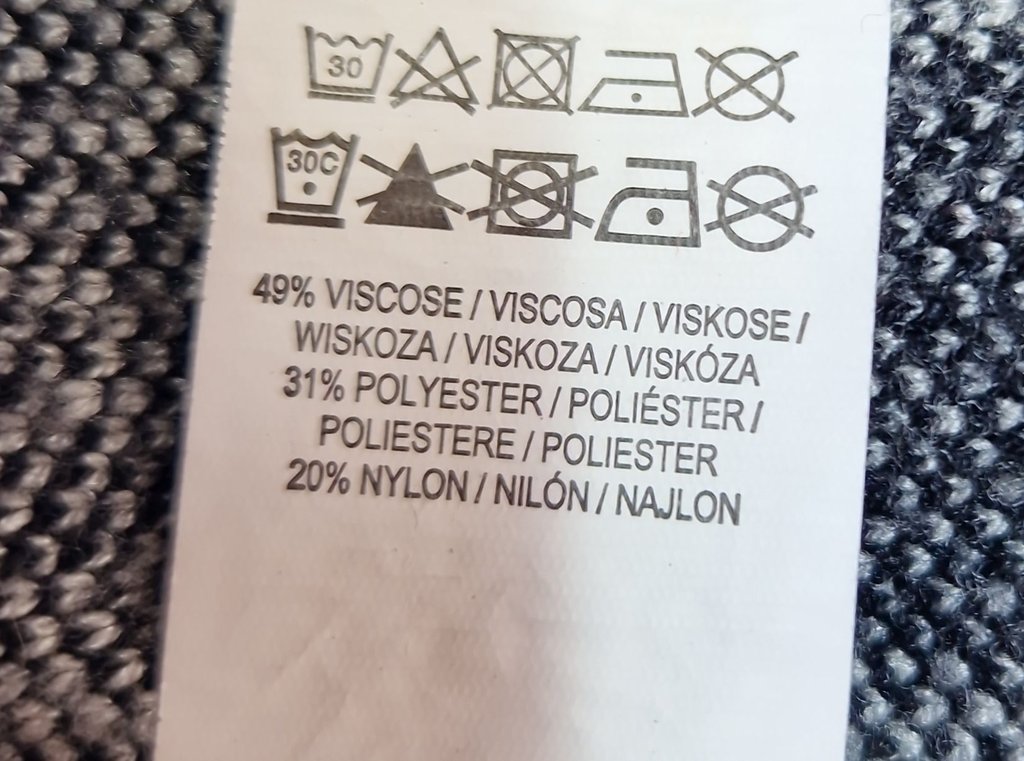 30
30C
49% VISCOSE / VISCOSA / VISKOSE /
WISKOZA / VISKOZA / VISKÓZA
31% POLYESTER / POLIÉSTER /
POLIESTERE / POLIESTER
20% NYLON / NILÓN / NAJLON